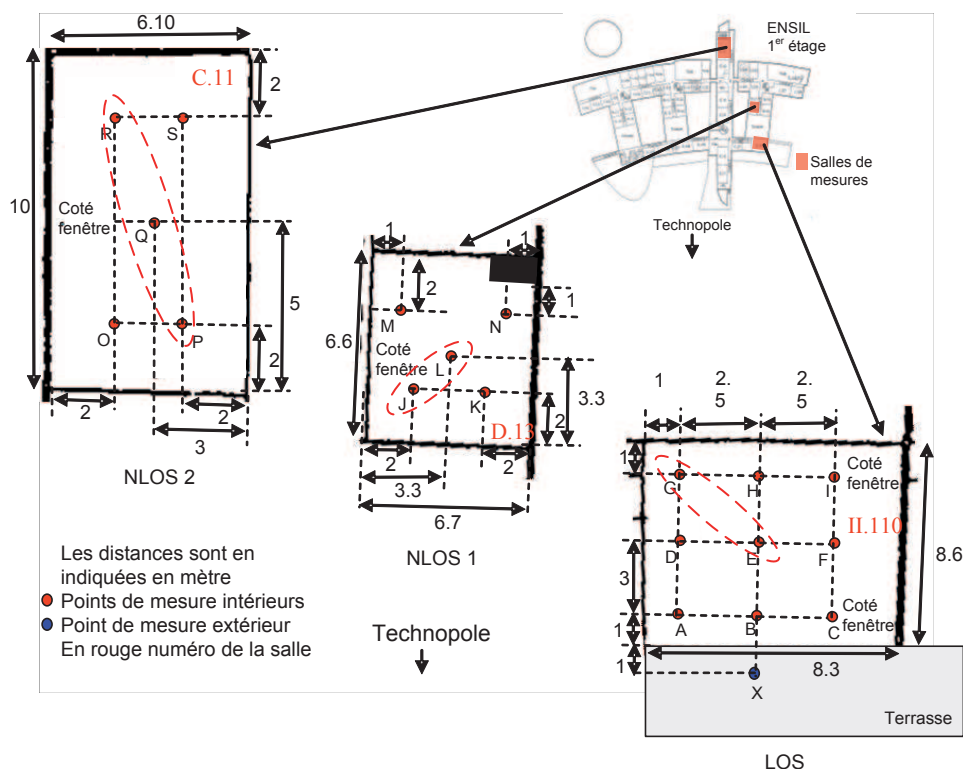 6.10
C.11
2
R
S
10
Coté
fenêtre
Q
5
O
P
2
2
2
3
NLOS 2
ENSIL
1er étage
Salles de
mesures
Technopole
1
1
2
1
M
N
6.6
Coté
fenêtre
L
J
K
3.3
2
D.13
2
2
3.3
6.7
NLOS 1
1
2.
5
2.
5
1
G
H
I
Coté
fenêtre
II.110
D
E
F
8.6
3
Coté
fenêtre
A
B
C
1
8.3
1
X
Terrasse
LOS
Les distances sont en
indiquées en mètre
Points de mesure intérieurs
Point de mesure extérieur
En rouge numéro de la salle
Technopole